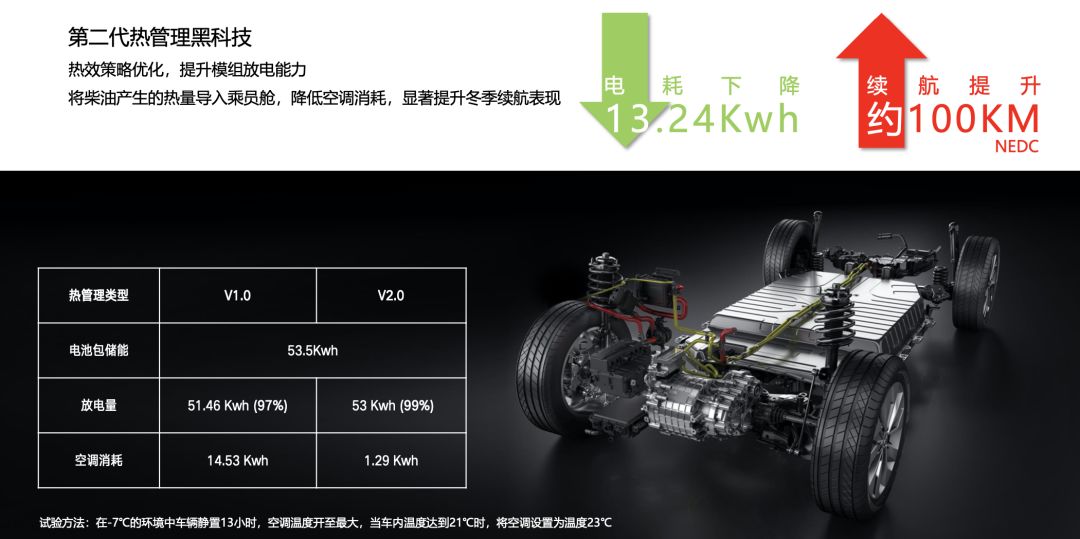 第二代热管理黑科技
热效策略优化，提升模组放电能力
将柴油产生的热量导入乘员舱，降低空调消耗，显著提升冬季续航表现
电耗下降
13.24Kwh
续航提升
约100KM
NEDC
热管理类型 V1.0 V2.0
电池包储能 53.5Kwh
放电量 51.46 Kwh (97%) 53 Kwh (99%)
空调消耗 14.53 Kwh 1.29 Kwh
试验方法：在-7℃的环境中车辆静置13小时，空调温度开至最大，当车内温度达到21℃时，将空调设置为温度23℃